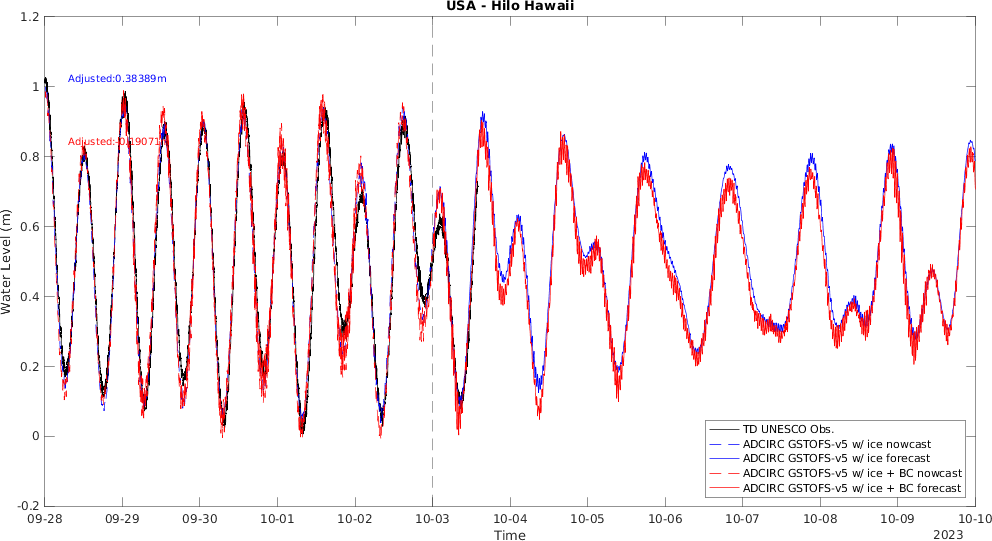 USA - Hilo Hawaii
1.2
1
0.8
0.6
0.4
0.2
0
-0.2
Water Level (m)
Adjusted:0.38389m
Adjusted:-0.19071m
TD UNESCO Obs.
ADCIRC GSTOFS-v5 w/ ice nowcast
ADCIRC GSTOFS-v5 w/ ice forecast
ADCIRC GSTOFS-v5 w/ ice + BC nowcast
ADCIRC GSTOFS-v5 w/ ice + BC forecast
09-28 09-29 09-30 10-01 10-02 10-03 10-04 10-05 10-06 10-07 10-08 10-09 10-10
Time
2023